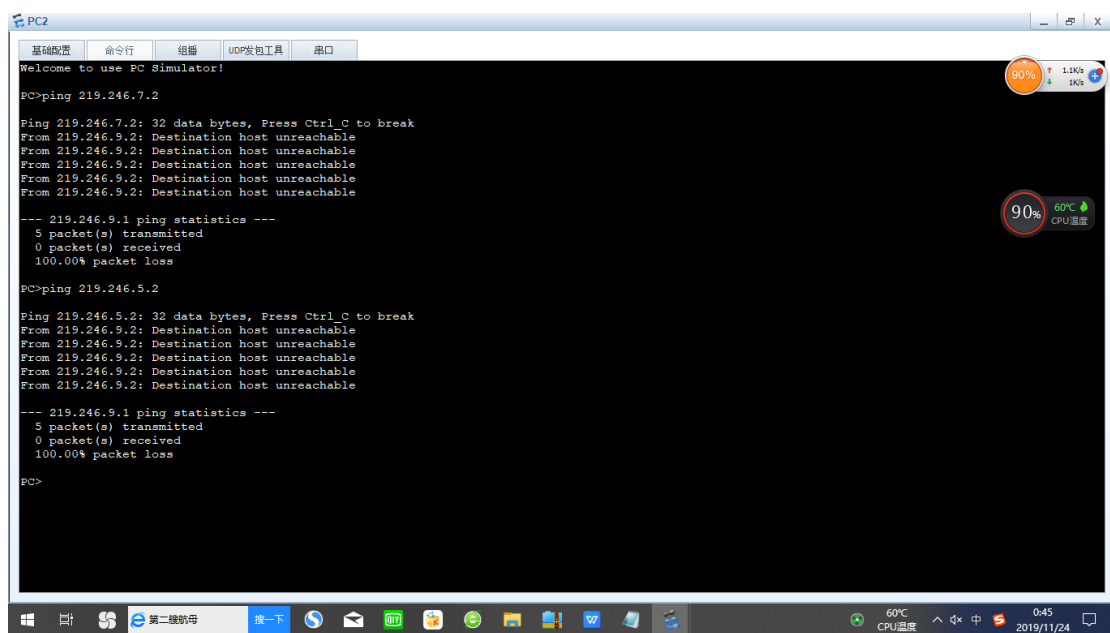 PC2
基础配置 命令行 组播 UDP发包工具 串口
Welcome to use PC Simulator!
PC>ping 219.246.7.2
Ping 219.246.7.2: 32 data bytes, Press Ctrl_C to break
From 219.246.9.2: Destination host unreachable
From 219.246.9.2: Destination host unreachable
From 219.246.9.2: Destination host unreachable
From 219.246.9.2: Destination host unreachable
From 219.246.9.2: Destination host unreachable
--- 219.246.9.1 ping statistics ---
5 packet(s) transmitted
0 packet(s) received
100.00% packet loss
PC>ping 219.246.5.2
Ping 219.246.5.2: 32 data bytes, Press Ctrl_C to break
From 219.246.9.2: Destination host unreachable
From 219.246.9.2: Destination host unreachable
From 219.246.9.2: Destination host unreachable
From 219.246.9.2: Destination host unreachable
From 219.246.9.2: Destination host unreachable
--- 219.246.9.1 ping statistics ---
5 packet(s) transmitted
0 packet(s) received
100.00% packet loss
PC>
90% 1.1K/s
1K/s
90% 60℃
CPU温度
第二艘航母 搜一下
60℃
CPU温度
中
0:45
2019/11/24